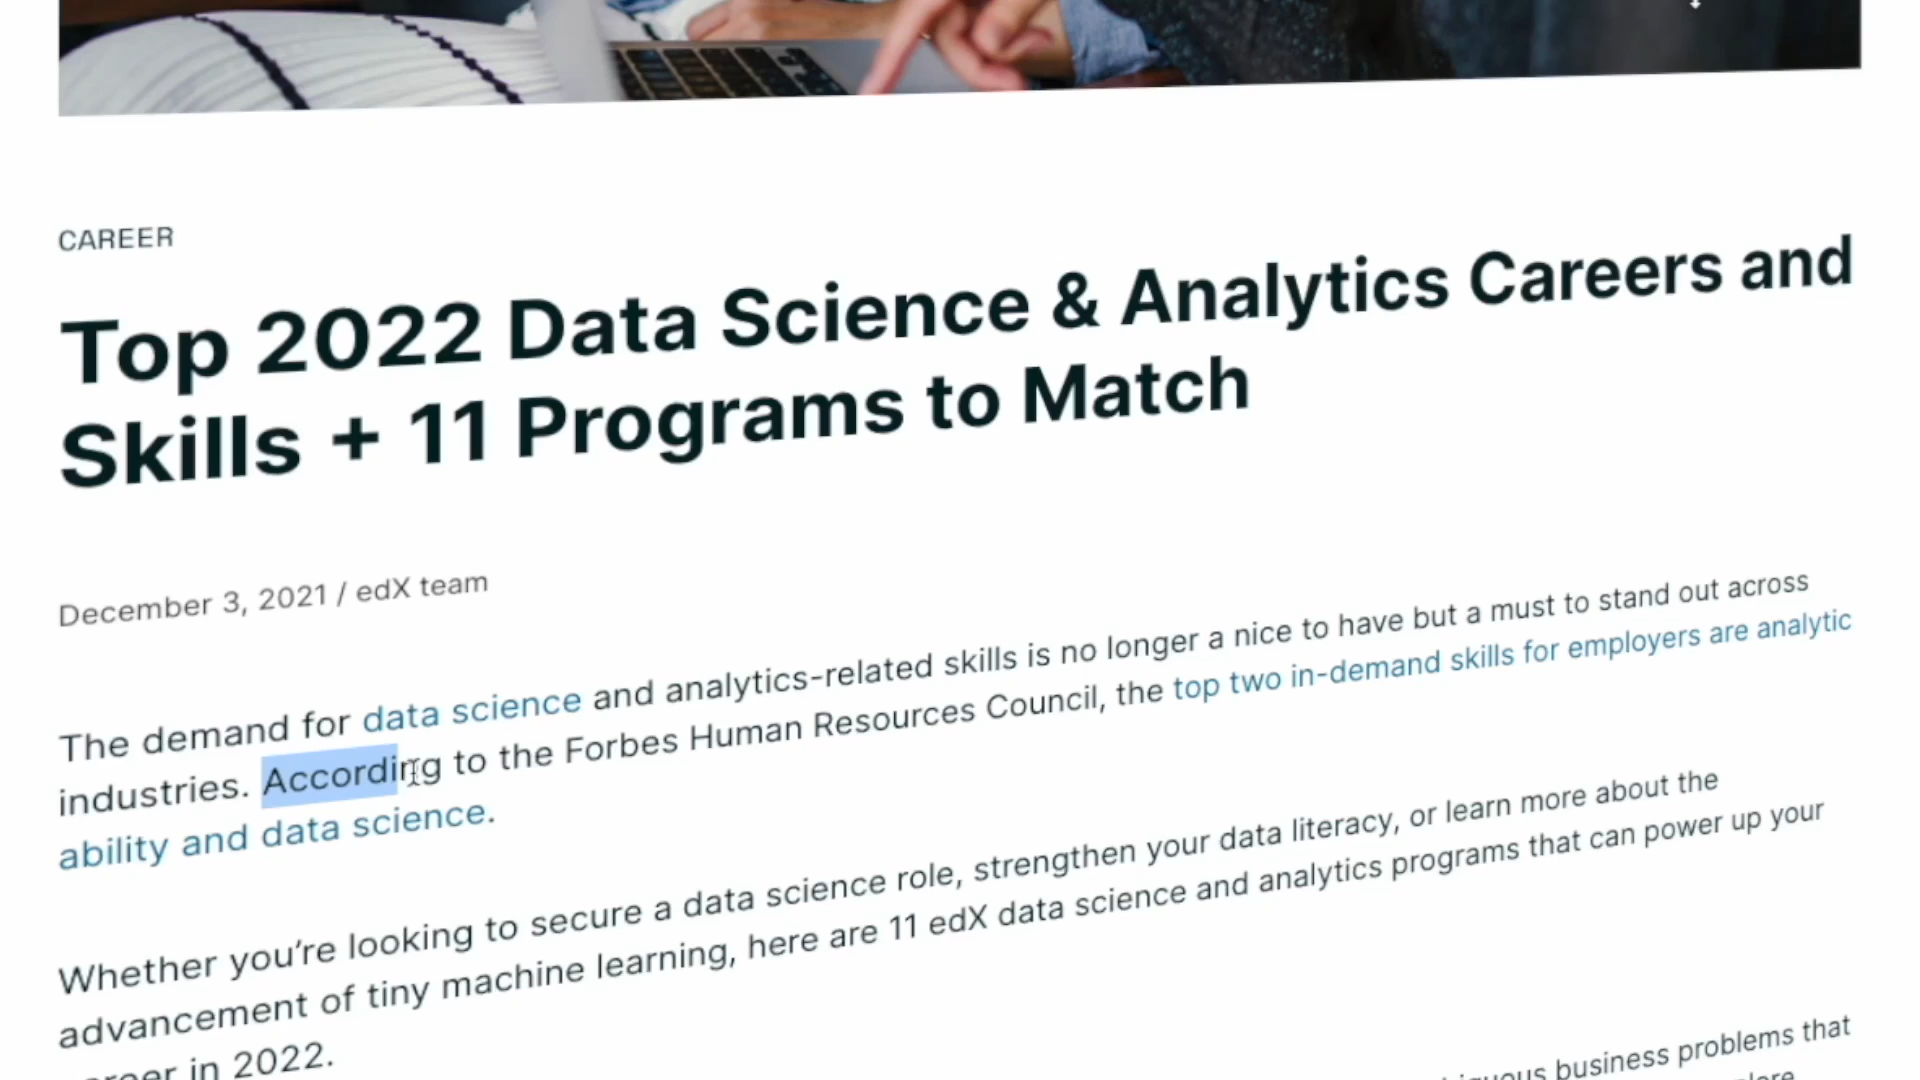 CAREER
Top 2022 Data Science & Analytics Careers and
Skills + 11 Programs to Match
December 3, 2021 / edX team
The demand for data science and analytics-related skills is no longer a nice to have but a must to stand out across
industries. According to the Forbes Human Resources Council, the top two in-demand skills for employers are analytic
ability and data science.
Whether you’re looking to secure a data science role, strengthen your data literacy, or learn more about the
advancement of tiny machine learning, here are 11 edX data science and analytics programs that can power up your
in 2022.
business problems that